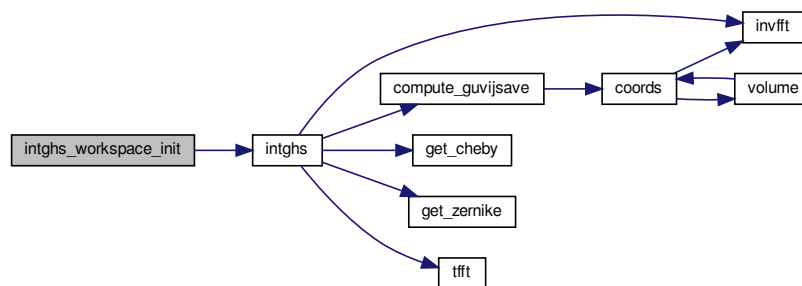 invfft
compute_guvijsave
coords
volume
intghs_workspace_init
intghs
get_cheby
get_zernike
tfft